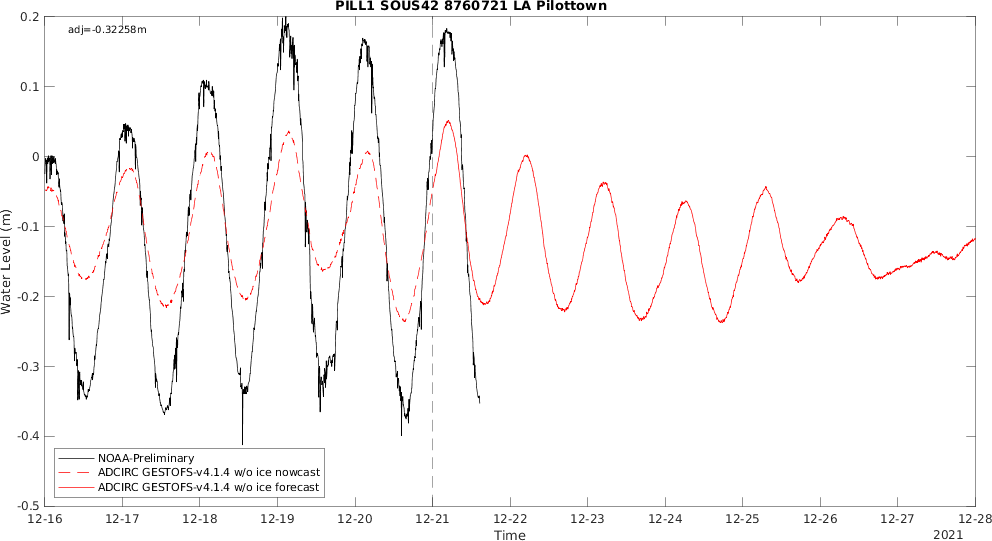 PILL1 SOUS42 8760721 LA Pilottown
adj=-0.32258m
0.2
0.1
0
-0.1
-0.2
-0.3
-0.4
-0.5
Water Level (m)
NOAA-Preliminary
ADCIRC GESTOFS-v4.1.4 w/o ice nowcast
ADCIRC GESTOFS-v4.1.4 w/o ice forecast
12-16 12-17 12-18 12-19 12-20 12-21 12-22 12-23 12-24 12-25 12-26 12-27 12-28
Time
2021